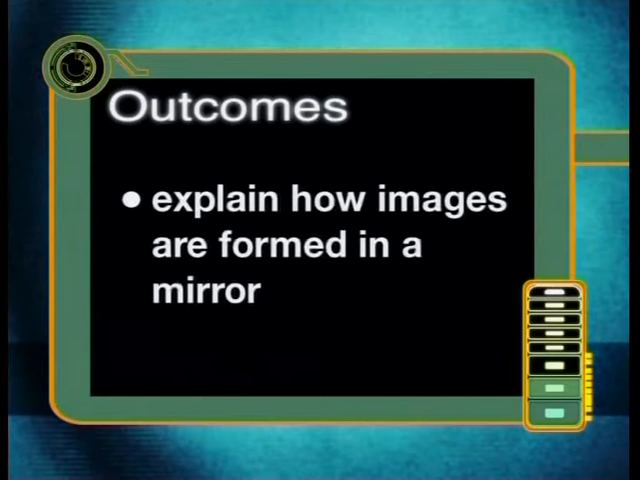 Outcomes
• explain how images
are formed in a
mirror